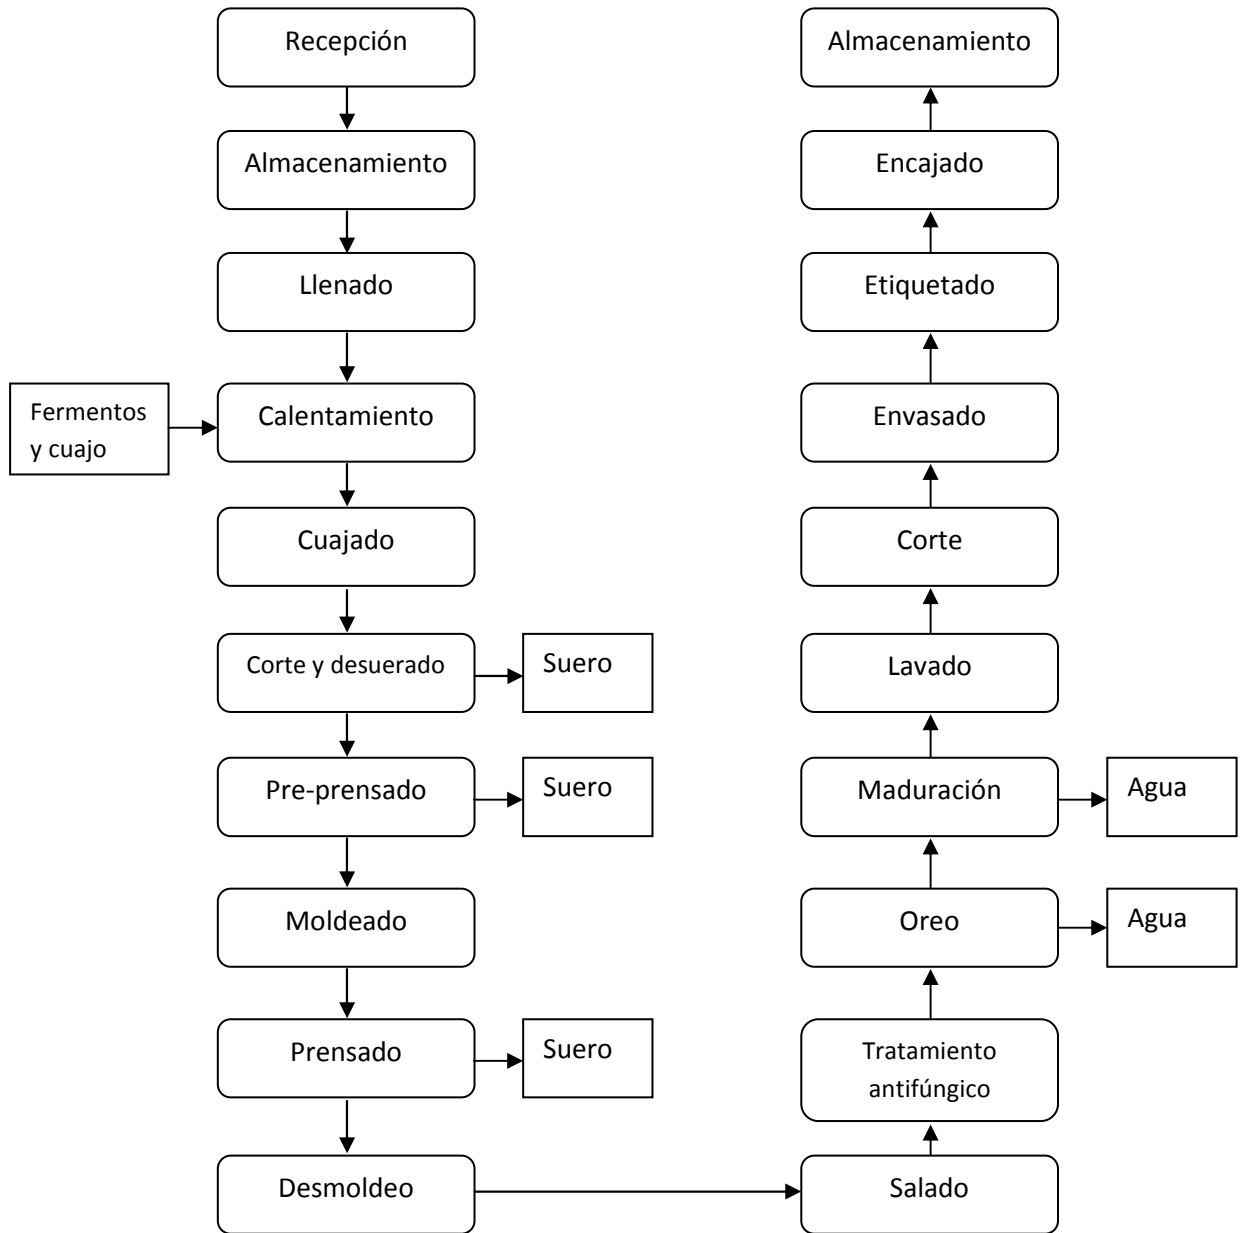 Recepción
Almacenamiento
Llenado
Fermentos
y cuajo
Calentamiento
Cuajado
Corte y desuerado
Suero
Pre-prensado
Suero
Moldeado
Prensado
Suero
Desmoldeo
Salado
Tratamiento
antifúngico
Oreo
Agua
Maduración
Agua
Lavado
Corte
Envasado
Etiquetado
Encajado
Almacenamiento